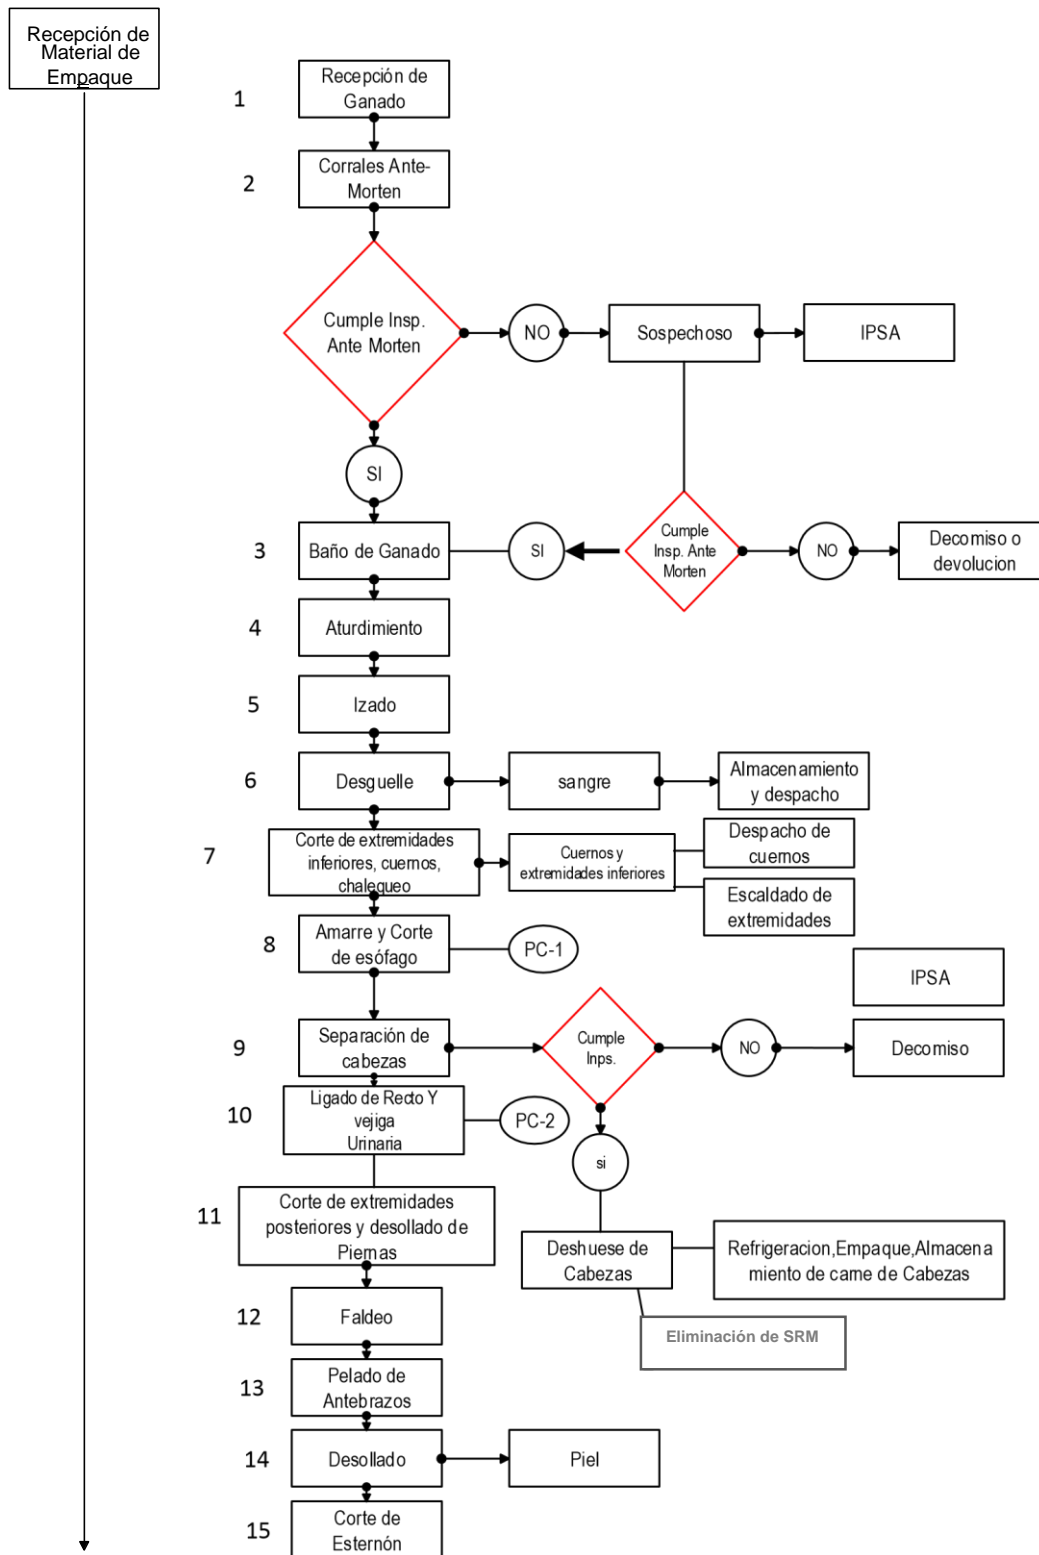 Recepción de
Material de
Empaque
1
Recepción de
Ganado
2
Corrales Ante-
Morten
Cumple Insp.
Ante Morten
NO
Sospechoso
IPSA
SI
3
Baño de Ganado
SI
Cumple
Insp. Ante
Morten
NO
Decomiso o
devolucion
4
Aturdimiento
5
Izado
6
Desguelle
sangre
Almacenamiento
y despacho
7
Corte de extremidades
inferiores, cuernos,
chalequeo
Cuernos y
extremidades inferiores
Despacho de
cuernos
Escaldado de
extremidades
8
Amarre y Corte
de esófago
PC-1
IPSA
9
Separación de
cabezas
Cumple
Inps.
NO
Decomiso
10
Ligado de Recto Y
vejiga
Urinaria
PC-2
si
11
Corte de extremidades
posteriores y desollado de
Piernas
Deshuese de
Cabezas
Refrigeracion,Empaque,Almacena
miento de carne de Cabezas
Eliminación de SRM
12
Faldeo
13
Pelado de
Antebrazos
14
Desollado
Piel
15
Corte de
Esternón